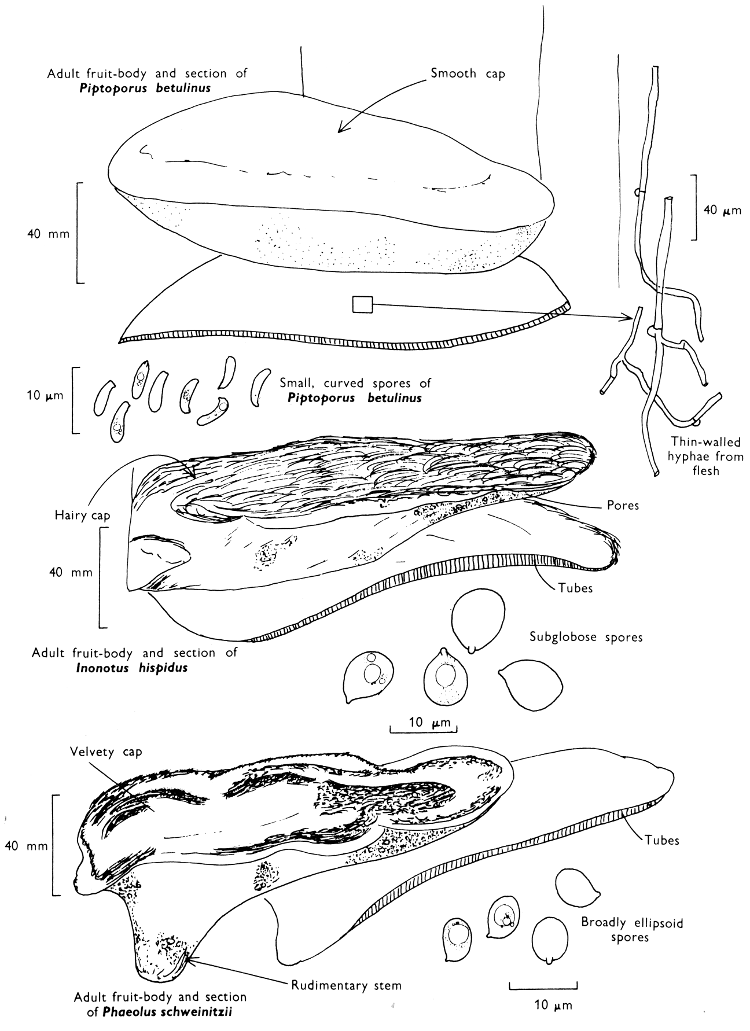 Adult fruit-body and section of
Piptoporus betulinus
Smooth cap
40 mm
40 μm
10 μm
Small, curved spores of
Piptoporus betulinus
Thin-walled
hyphae from
flesh
Hairy cap
Pores
40 mm
Tubes
Adult fruit-body and section of
Inonotus hispidus
Subglobose spores
10 μm
Velvety cap
40 mm
Tubes
Broadly ellipsoid
spores
Rudimentary stem
Adult fruit-body and section
of Phaeolus schweinitzii
10 μm